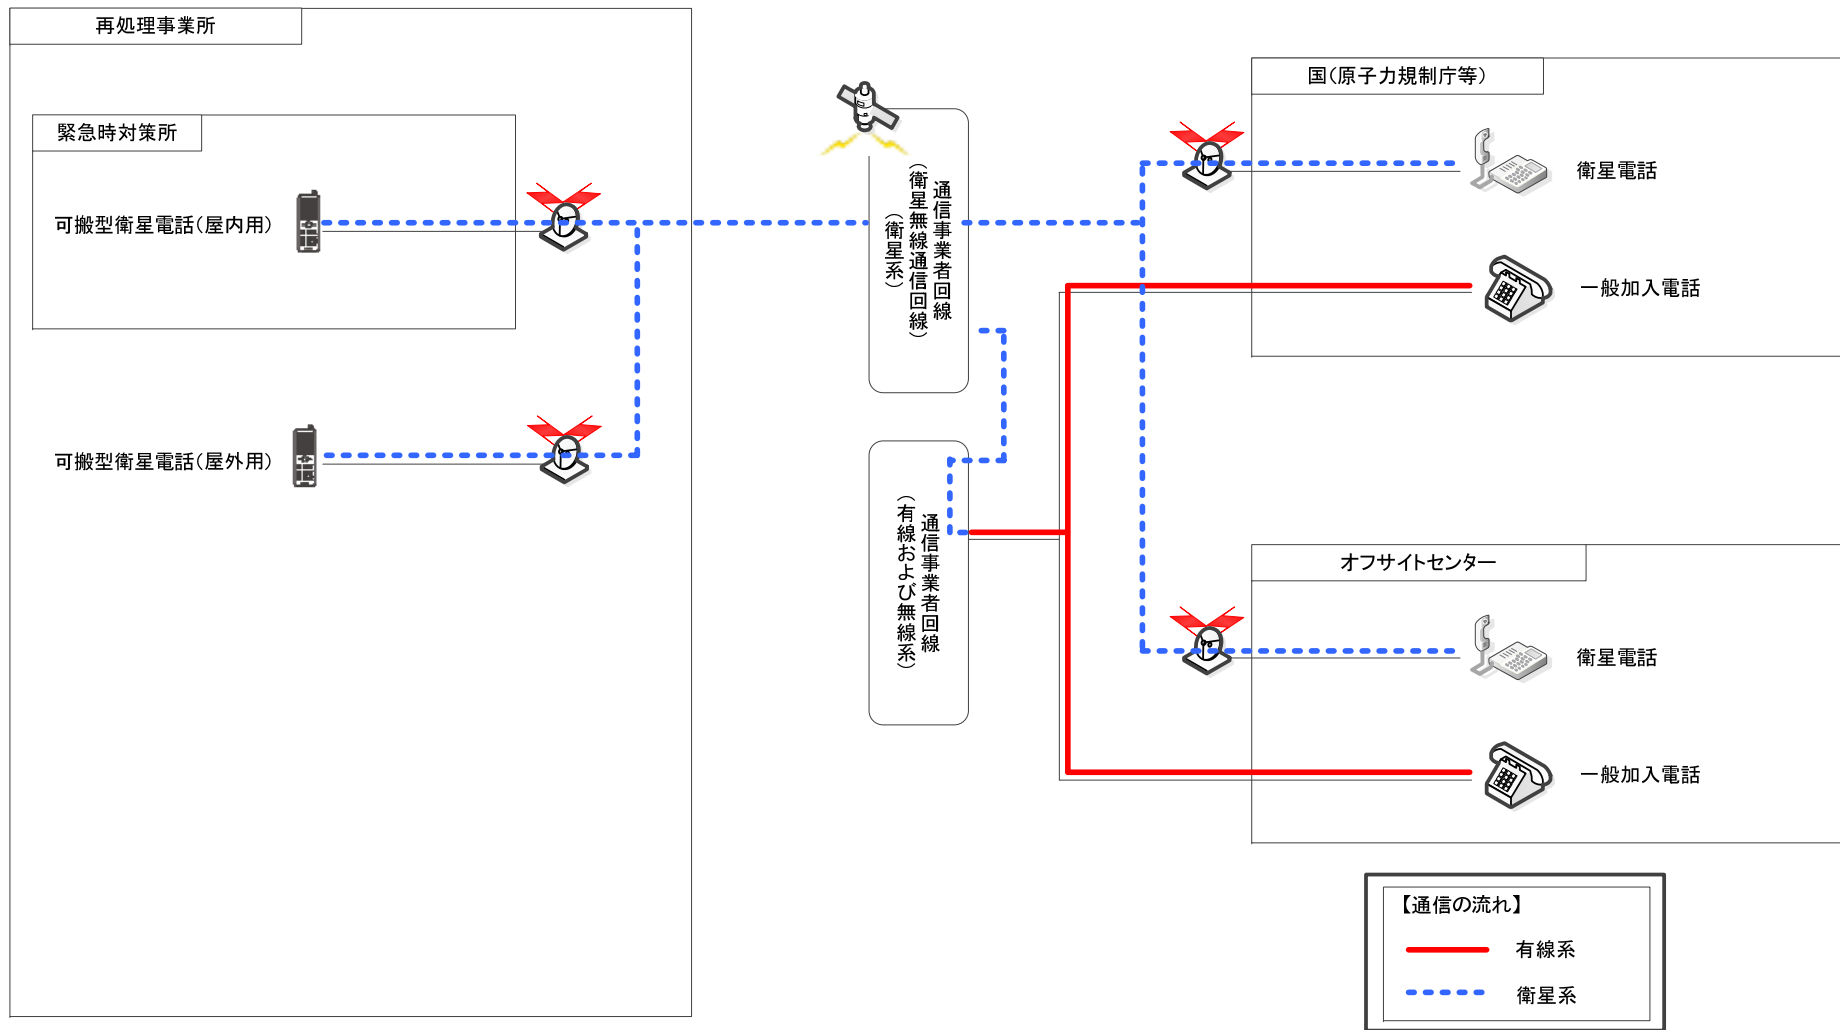 再処理事業所
緊急時対策所
可搬型衛星電話(屋内用)
可搬型衛星電話(屋外用)
通信事業者回線
(衛星無線通信回線)
(衛星系)
通信事業者回線
(有線および無線系)
国(原子力規制庁等)
衛星電話
一般加入電話
オフサイトセンター
衛星電話
一般加入電話
【通信の流れ】
有線系
衛星系